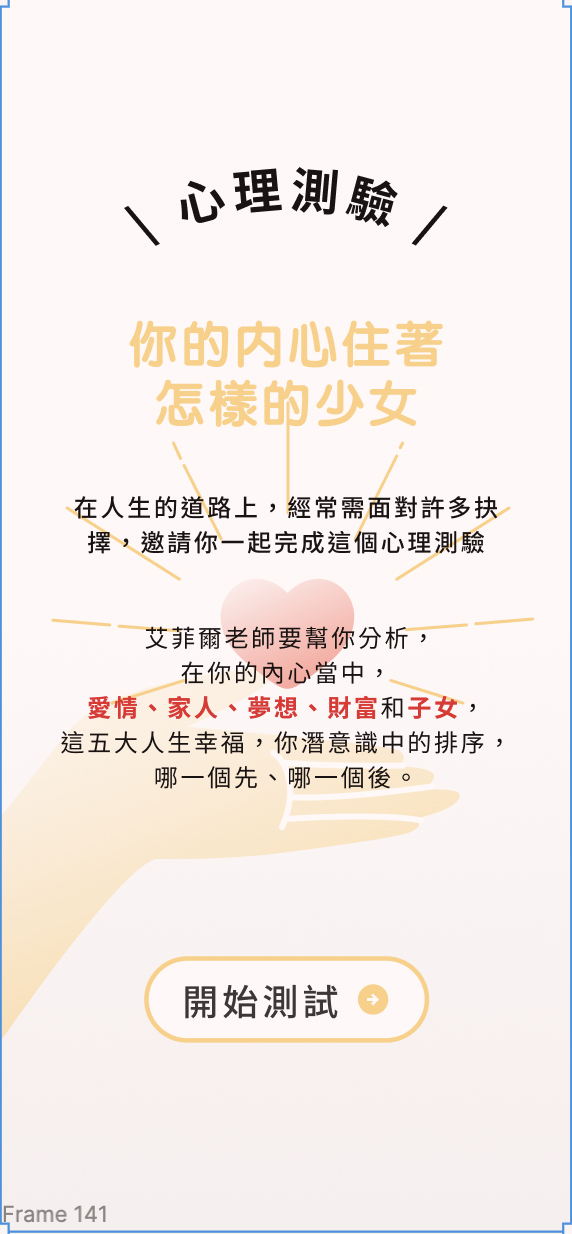 心理測驗
你的内心住著
怎樣的少女
在人生的道路上，經常需面對許多抉
擇，邀請你一起完成這個心理測驗
艾菲爾老師要幫你分析，
在你的內心當中，
愛情、家人、夢想、財富和子女，
這五大人生幸福，你潛意識中的排序，
哪一個先、哪一個後。
開始測試
Frame 141